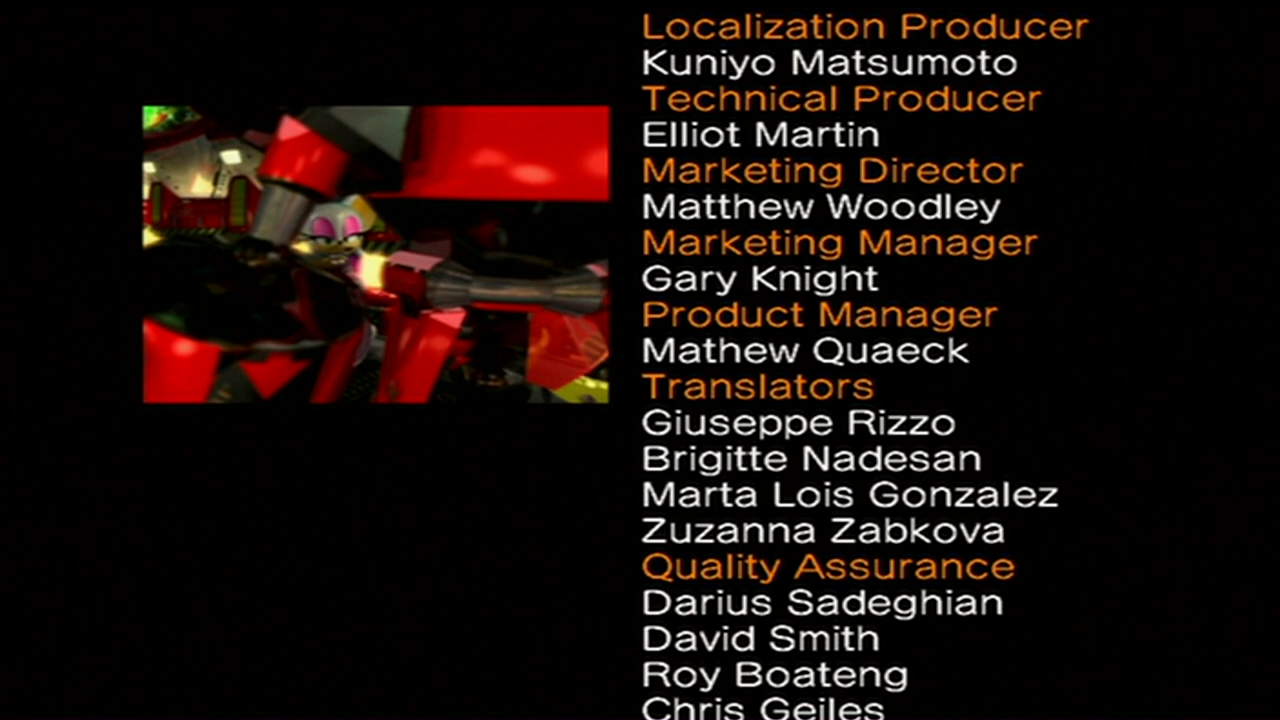 Localization Producer
Kuniyo Matsumoto
Technical Producer
Elliot Martin
Marketing Director
Matthew Woodley
Marketing Manager
Gary Knight
Product Manager
Mathew Quaeck
Translators
Giuseppe Rizzo
Brigitte Nadesan
Marta Lois Gonzalez
Zuzanna Zabkova
Quality Assurance
Darius Sadeghian
David Smith
Roy Boateng
Chris Geiles